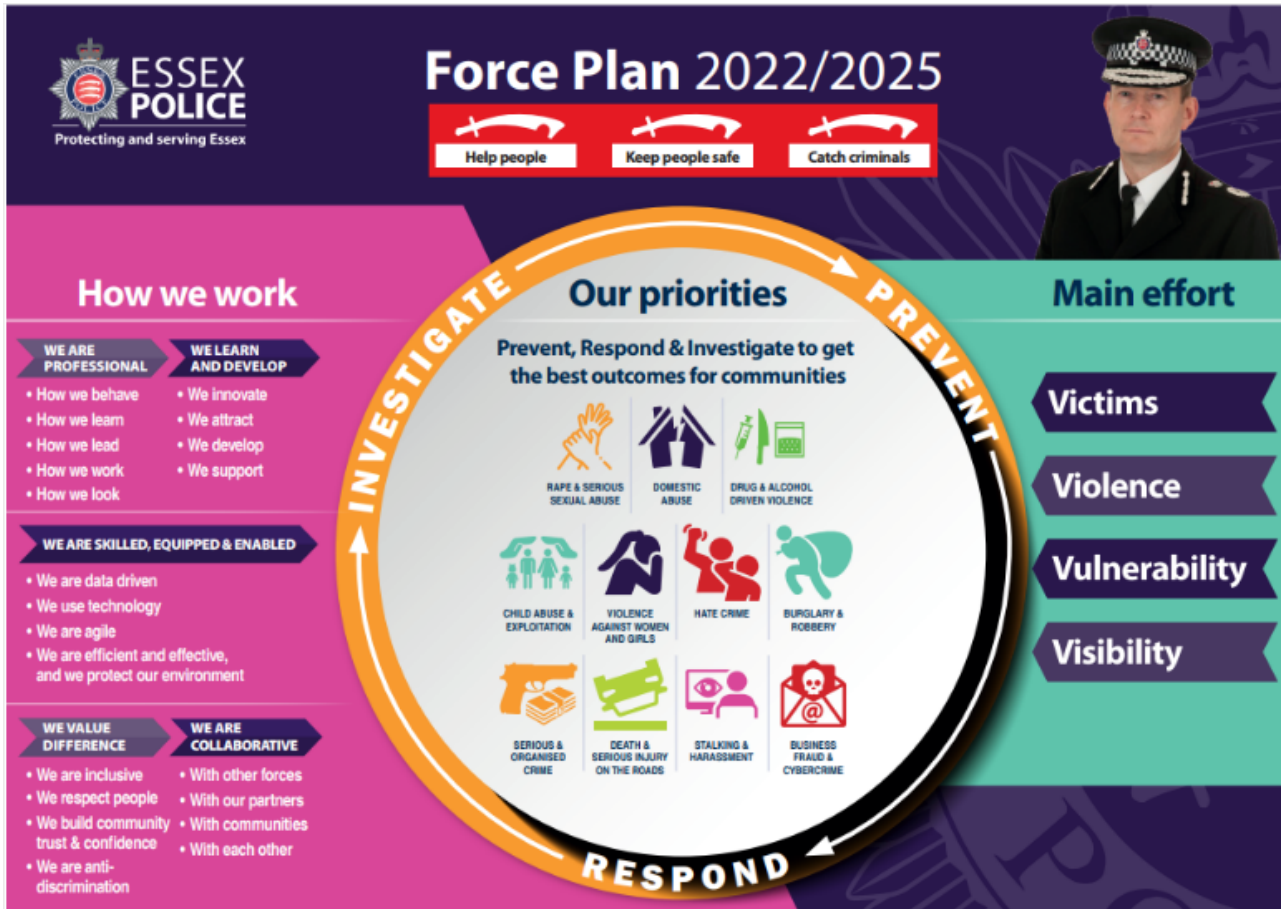 ESSEX
POLICE
Protecting and serving Essex
Force Plan 2022/2025
Help people
Keep people safe
Catch criminals
How we work
WE ARE
PROFESSIONAL
• How we behave
• How we learn
• How we lead
• How we work
• How we look
WE LEARN
AND DEVELOP
• We innovate
• We attract
• We develop
• We support
WE ARE SKILLED, EQUIPPED & ENABLED
• We are data driven
• We use technology
• We are agile
• We are efficient and effective,
and we protect our environment
WE VALUE
DIFFERENCE
• We are inclusive
• We respect people
• We build community
trust & confidence
• We are anti-
discrimination
WE ARE
COLLABORATIVE
• With other forces
• With our partners
• With communities
• With each other
INVESTIGATE
PREVENT
RESPOND
Our priorities
Prevent, Respond & Investigate to get
the best outcomes for communities
RAPE & SERIOUS
SEXUAL ABUSE
DOMESTIC
ABUSE
DRUG & ALCOHOL
DRIVEN VIOLENCE
CHILD ABUSE &
EXPLOITATION
VIOLENCE
AGAINST WOMEN
AND GIRLS
HATE CRIME
BURGLARY &
ROBBERY
SERIOUS &
ORGANISED
CRIME
DEATH &
SERIOUS INJURY
ON THE ROADS
STALKING &
HARASSMENT
@
BUSINESS
FRAUD &
CYBERCRIME
Main effort
Victims
Violence
Vulnerability
Visibility